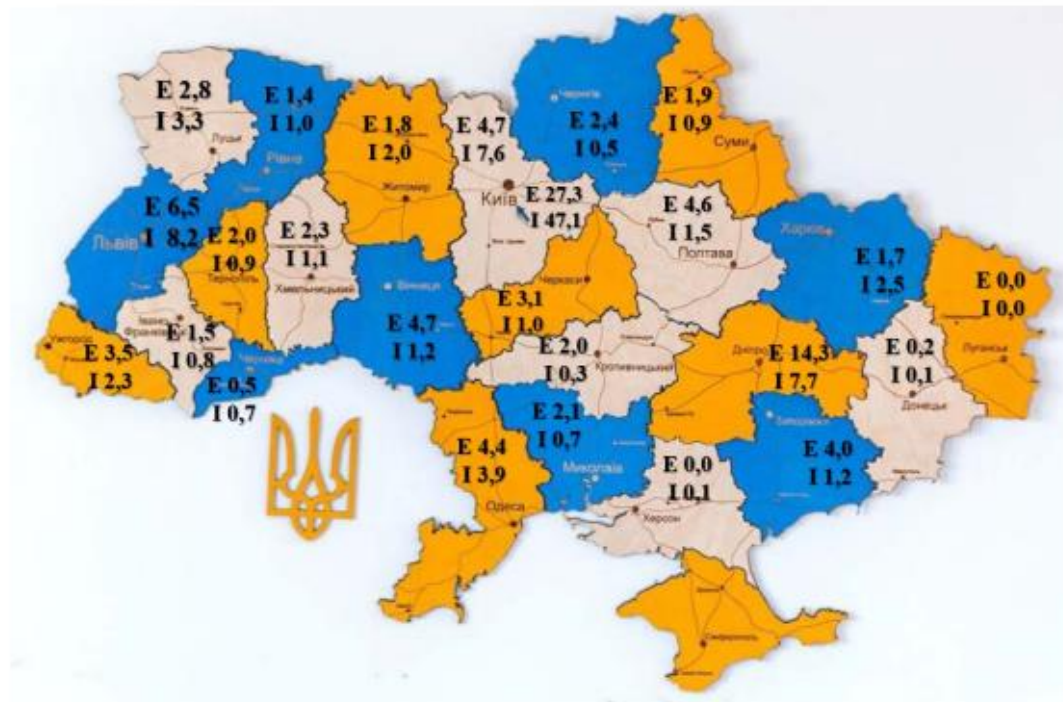 E 2,8
I 3,3
Луцьк
E 1,4
I 1,0
Рівне
E 1,8
I 2,0
Житомир
E 4,7
I 7,6
Київ
E 27,3
I 47,1
Чернігів
E 2,4
I 0,5
E 1,9
I 0,9
Суми
E 6,5
Львів
I 8,2
E 2,0
I 0,9
Тернопіль
E 2,3
I 1,1
Хмельницький
Вінниця
E 4,7
I 1,2
Черкаси
E 3,1
I 1,0
E 4,6
I 1,5
Полтава
Харків
E 1,7
I 2,5
E 0,0
I 0,0
Луганськ
Ужгород
E 3,5
I 2,3
Івано
Франківськ
E 1,5
I 0,8
Чернівці
E 0,5
I 0,7
E 2,0
I 0,3
Кропивницький
Дніпро
E 14,3
I 7,7
E 0,2
I 0,1
Донецьк
E 4,4
I 3,9
Одеса
E 2,1
I 0,7
Миколаїв
E 0,0
I 0,1
Херсон
Запоріжжя
E 4,0
I 1,2
Сімферополь